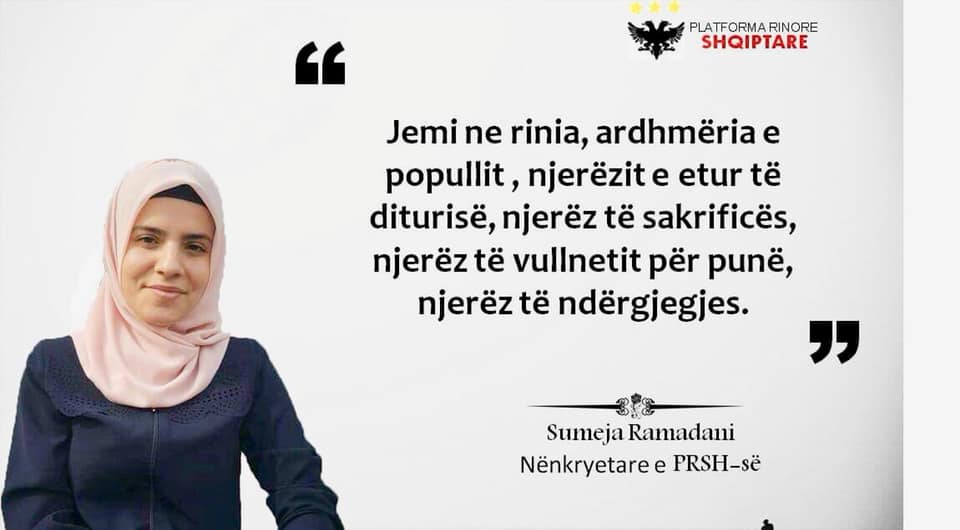 PLATFORMA RINORE
SHQIPTARE
“
Jemi ne rinia, ardhmëria e
popullit , njerëzit e etur të
diturisë, njerëz të sakrificës,
njerëz të vullnetit për punë,
njerëz të ndërgjegjes.
”
Sumeja Ramadani
Nënkryetare e PRSH-së